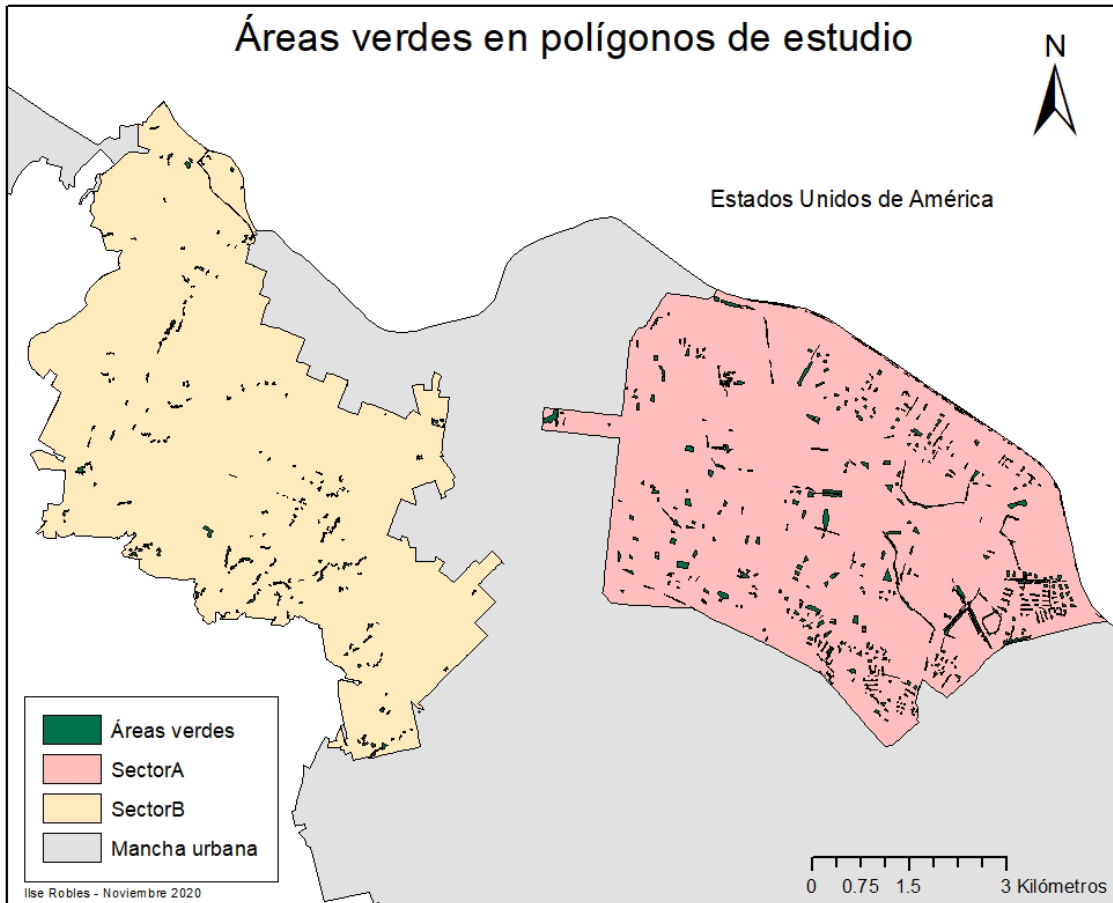 Áreas verdes en polígonos de estudio
N
Estados Unidos de América
Áreas verdes
SectorA
SectorB
Mancha urbana
Ilse Robles - Noviembre 2020
0 0.75 1.5 3 Kilómetros